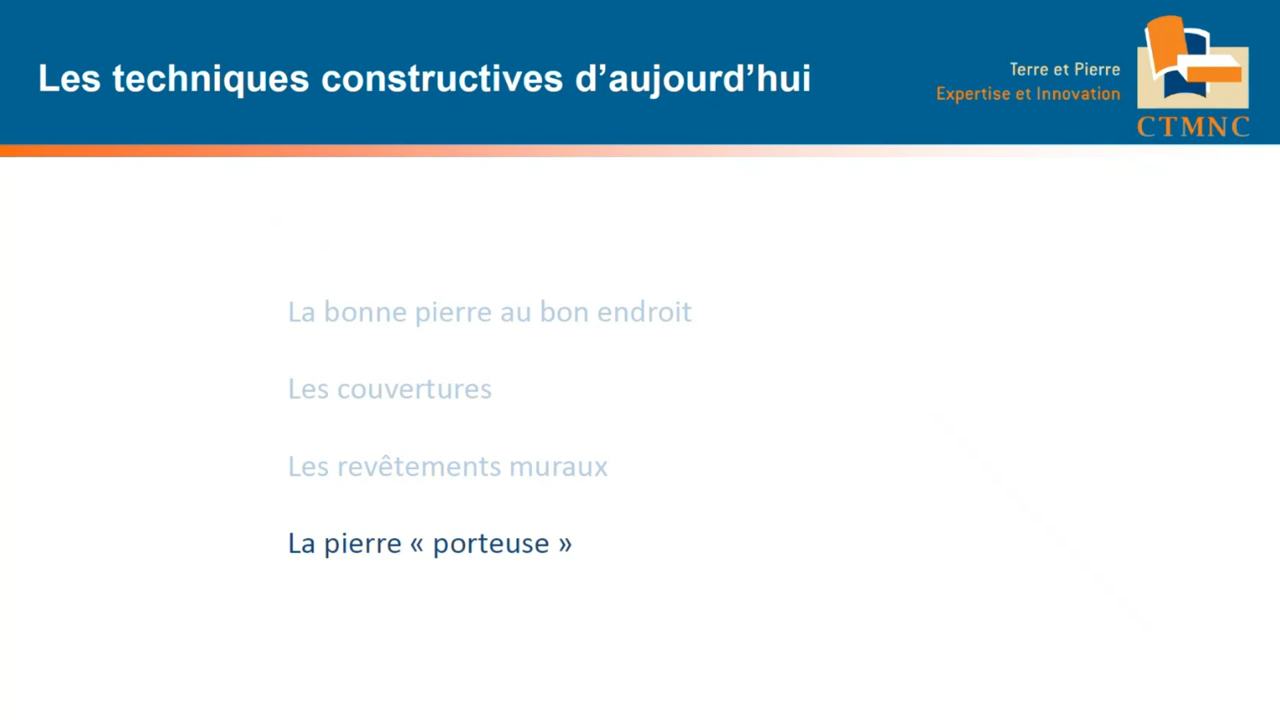 Les techniques constructives d’aujourd’hui
Terre et Pierre
Expertise et Innovation
CTMNC
La bonne pierre au bon endroit
Les couvertures
Les revêtements muraux
La pierre « porteuse »